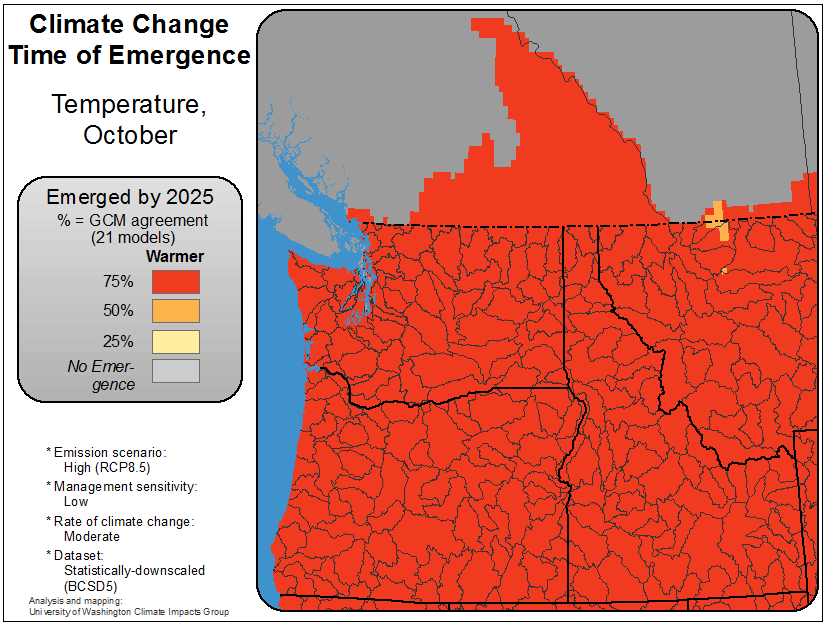 Climate Change
Time of Emergence
Temperature,
October
Emerged by 2025
% = GCM agreement
(21 models)
Warmer
75%
50%
25%
No Emer-
gence
* Emission scenario:
High (RCP8.5)
* Management sensitivity:
Low
* Rate of climate change:
Moderate
* Dataset:
Statistically-downscaled
(BCSD5)
Analysis and mapping:
University of Washington Climate Impacts Group